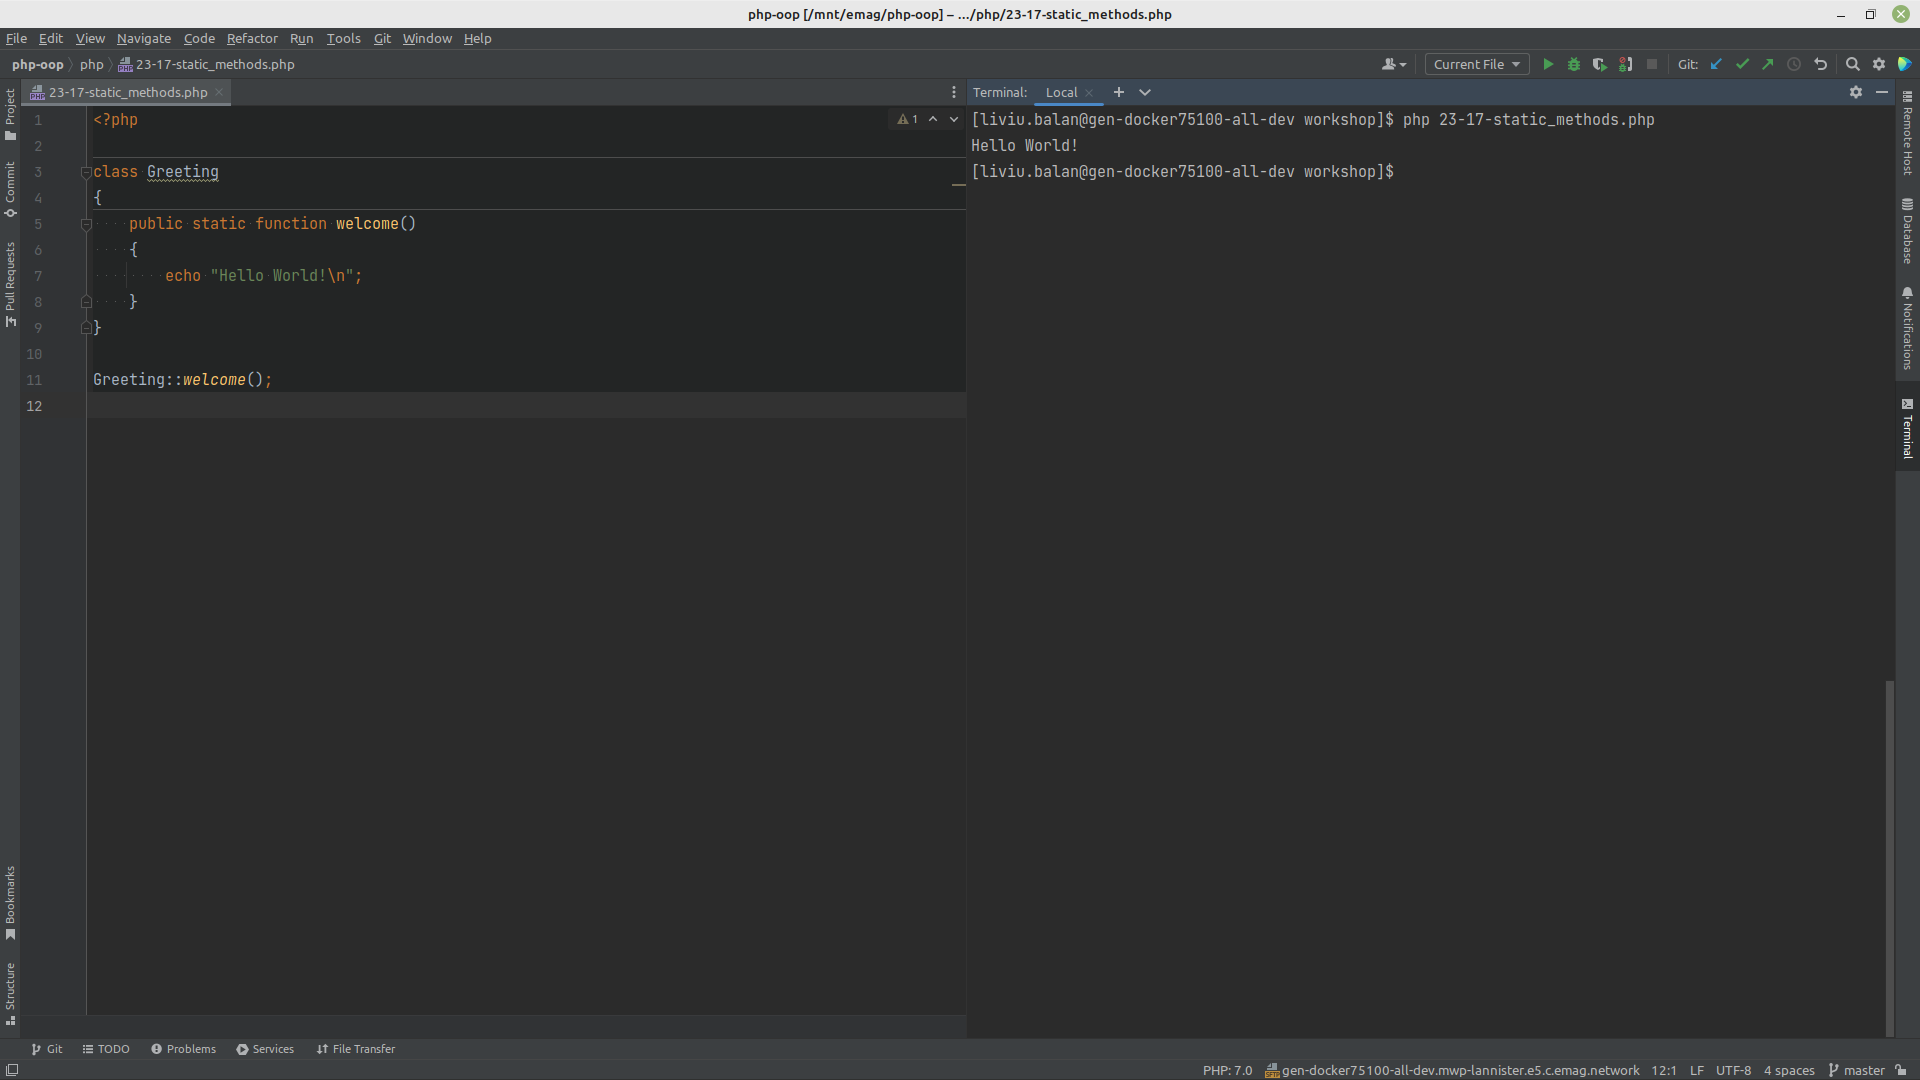 php-oop [/mnt/emag/php-oop] – .../php/23-17-static_methods.php
File Edit View Navigate Code Refactor Run Tools Git Window Help
php-oop php 23-17-static_methods.php
Current File
Git:
Project
Commit
Pull Requests
Bookmarks
Structure
23-17-static_methods.php
1 <?php
1
2
3 class Greeting
4 {
5 public static function welcome()
6 {
7 echo "Hello World!\n";
8 }
9 }
10
11 Greeting::welcome();
12
Terminal: Local
[liviu.balan@gen-docker75100-all-dev workshop]$ php 23-17-static_methods.php
Hello World!
[liviu.balan@gen-docker75100-all-dev workshop]$
Remote Host
Database
Notifications
Terminal
Git TODO Problems Services File Transfer
PHP: 7.0 SFTP gen-docker75100-all-dev.mwp-lannister.e5.c.emag.network 12:1 LF UTF-8 4 spaces master